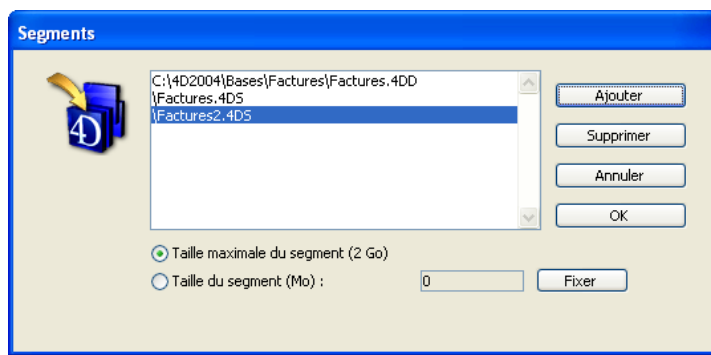 Segments
4D
C:\4D2004\Bases\Factures\Factures.4DD
\Factures.4DS
\Factures2.4DS
Ajouter
Supprimer
Annuler
OK
Taille maximale du segment (2 Go)
Taille du segment (Mo) : 0 Fixer